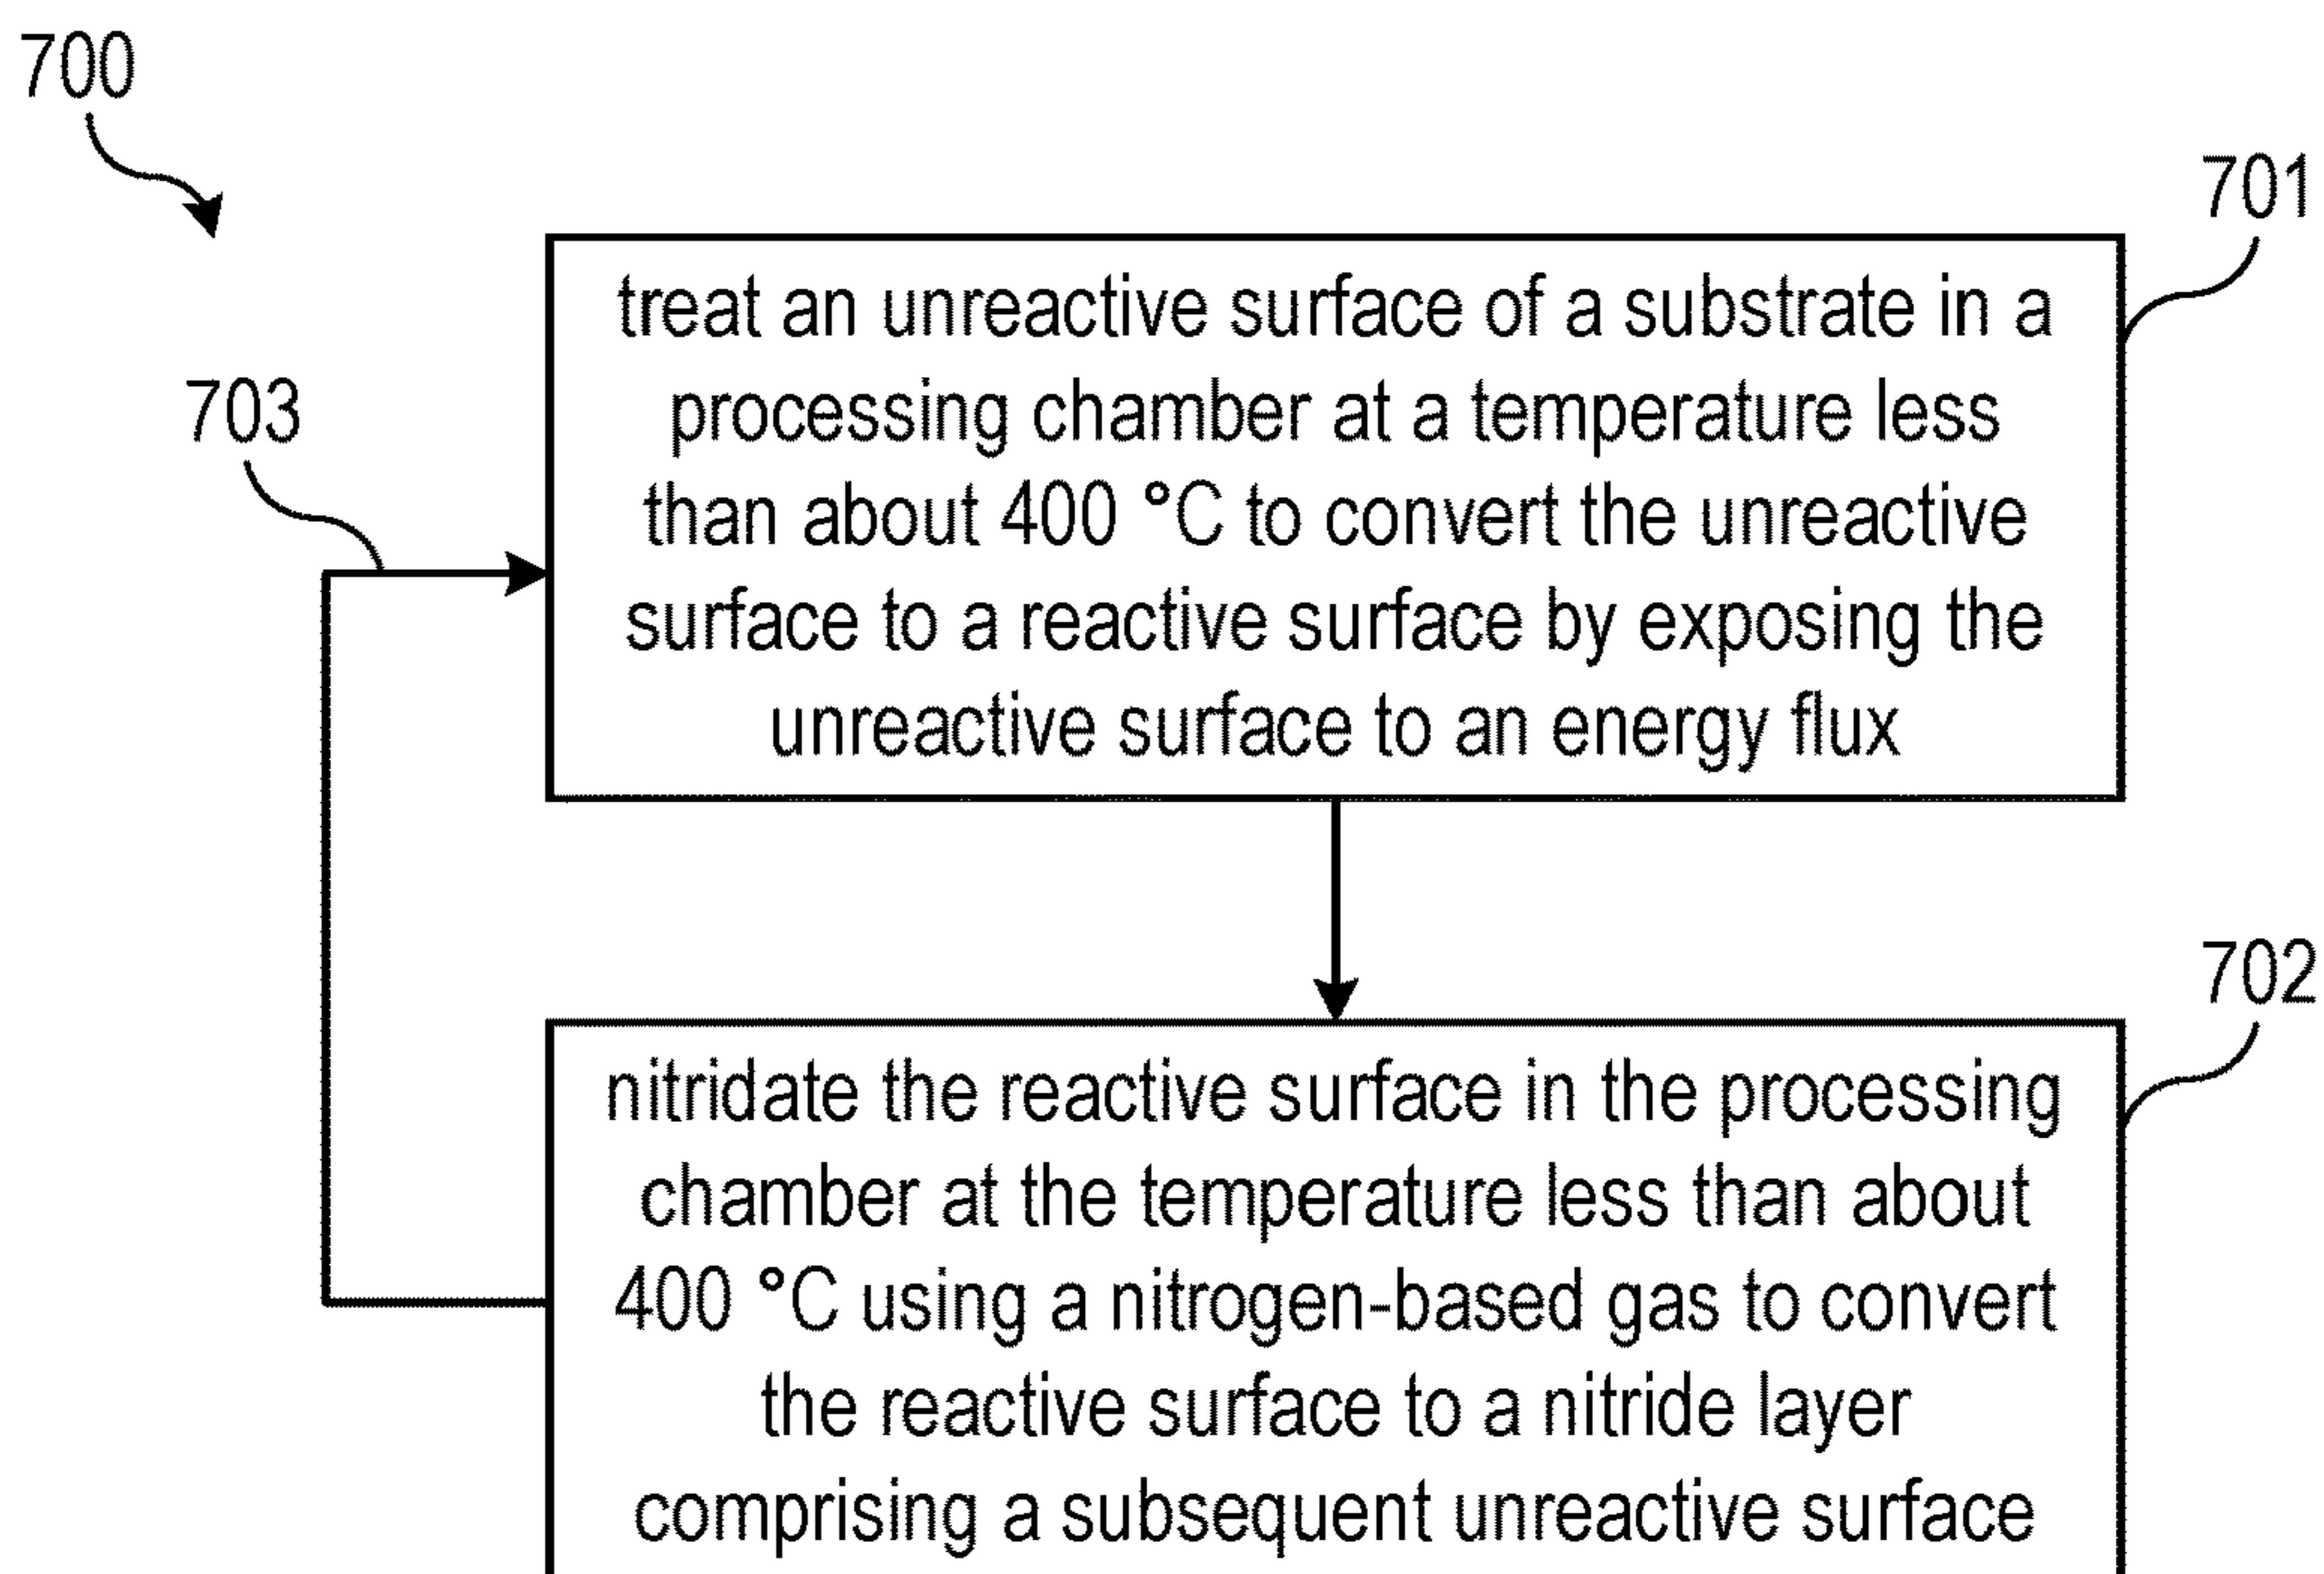 700
701
treat an unreactive surface of a substrate in a
processing chamber at a temperature less
than about 400 °C to convert the unreactive
surface to a reactive surface by exposing the
unreactive surface to an energy flux
703
702
nitridate the reactive surface in the processing
chamber at the temperature less than about
400 °C using a nitrogen-based gas to convert
the reactive surface to a nitride layer
comprising a subsequent unreactive surface